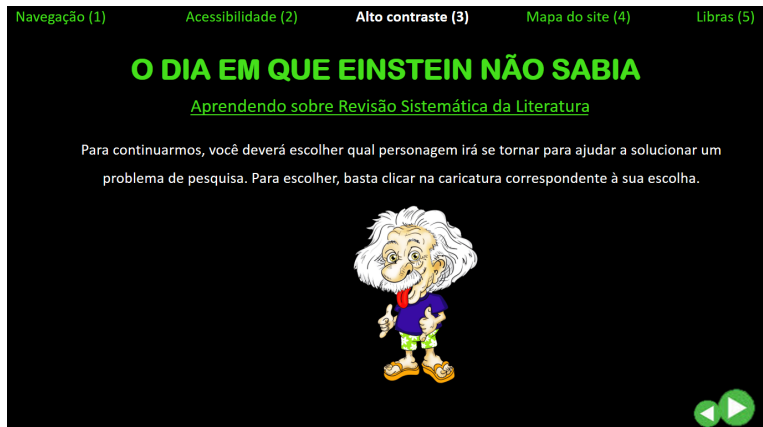 Navegação (1) Acessibilidade (2) Alto contraste (3) Mapa do site (4) Libras (5)
O DIA EM QUE EINSTEIN NÃO SABIA
Aprendendo sobre Revisão Sistemática da Literatura
Para continuarmos, você deverá escolher qual personagem irá se tornar para ajudar a solucionar um
problema de pesquisa. Para escolher, basta clicar na caricatura correspondente à sua escolha.